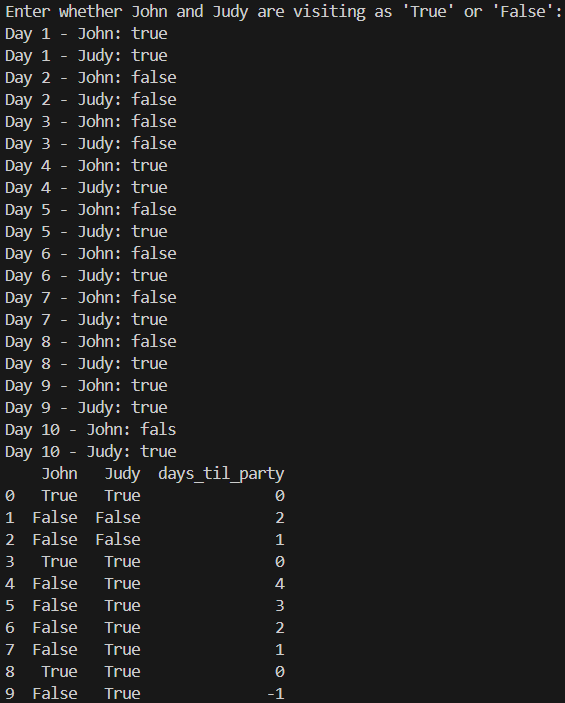 Enter whether John and Judy are visiting as 'True' or 'False':
Day 1 - John: true
Day 1 - Judy: true
Day 2 - John: false
Day 2 - Judy: false
Day 3 - John: false
Day 3 - Judy: false
Day 4 - John: true
Day 4 - Judy: true
Day 5 - John: false
Day 5 - Judy: true
Day 6 - John: false
Day 6 - Judy: true
Day 7 - John: false
Day 7 - Judy: true
Day 8 - John: false
Day 8 - Judy: true
Day 9 - John: true
Day 9 - Judy: true
Day 10 - John: fals
Day 10 - Judy: true
    John   Judy  days_til_party
0   True   True               0
1  False  False               2
2  False  False               1
3   True   True               0
4  False   True               4
5  False   True               3
6  False   True               2
7  False   True               1
8   True   True               0
9  False   True              -1